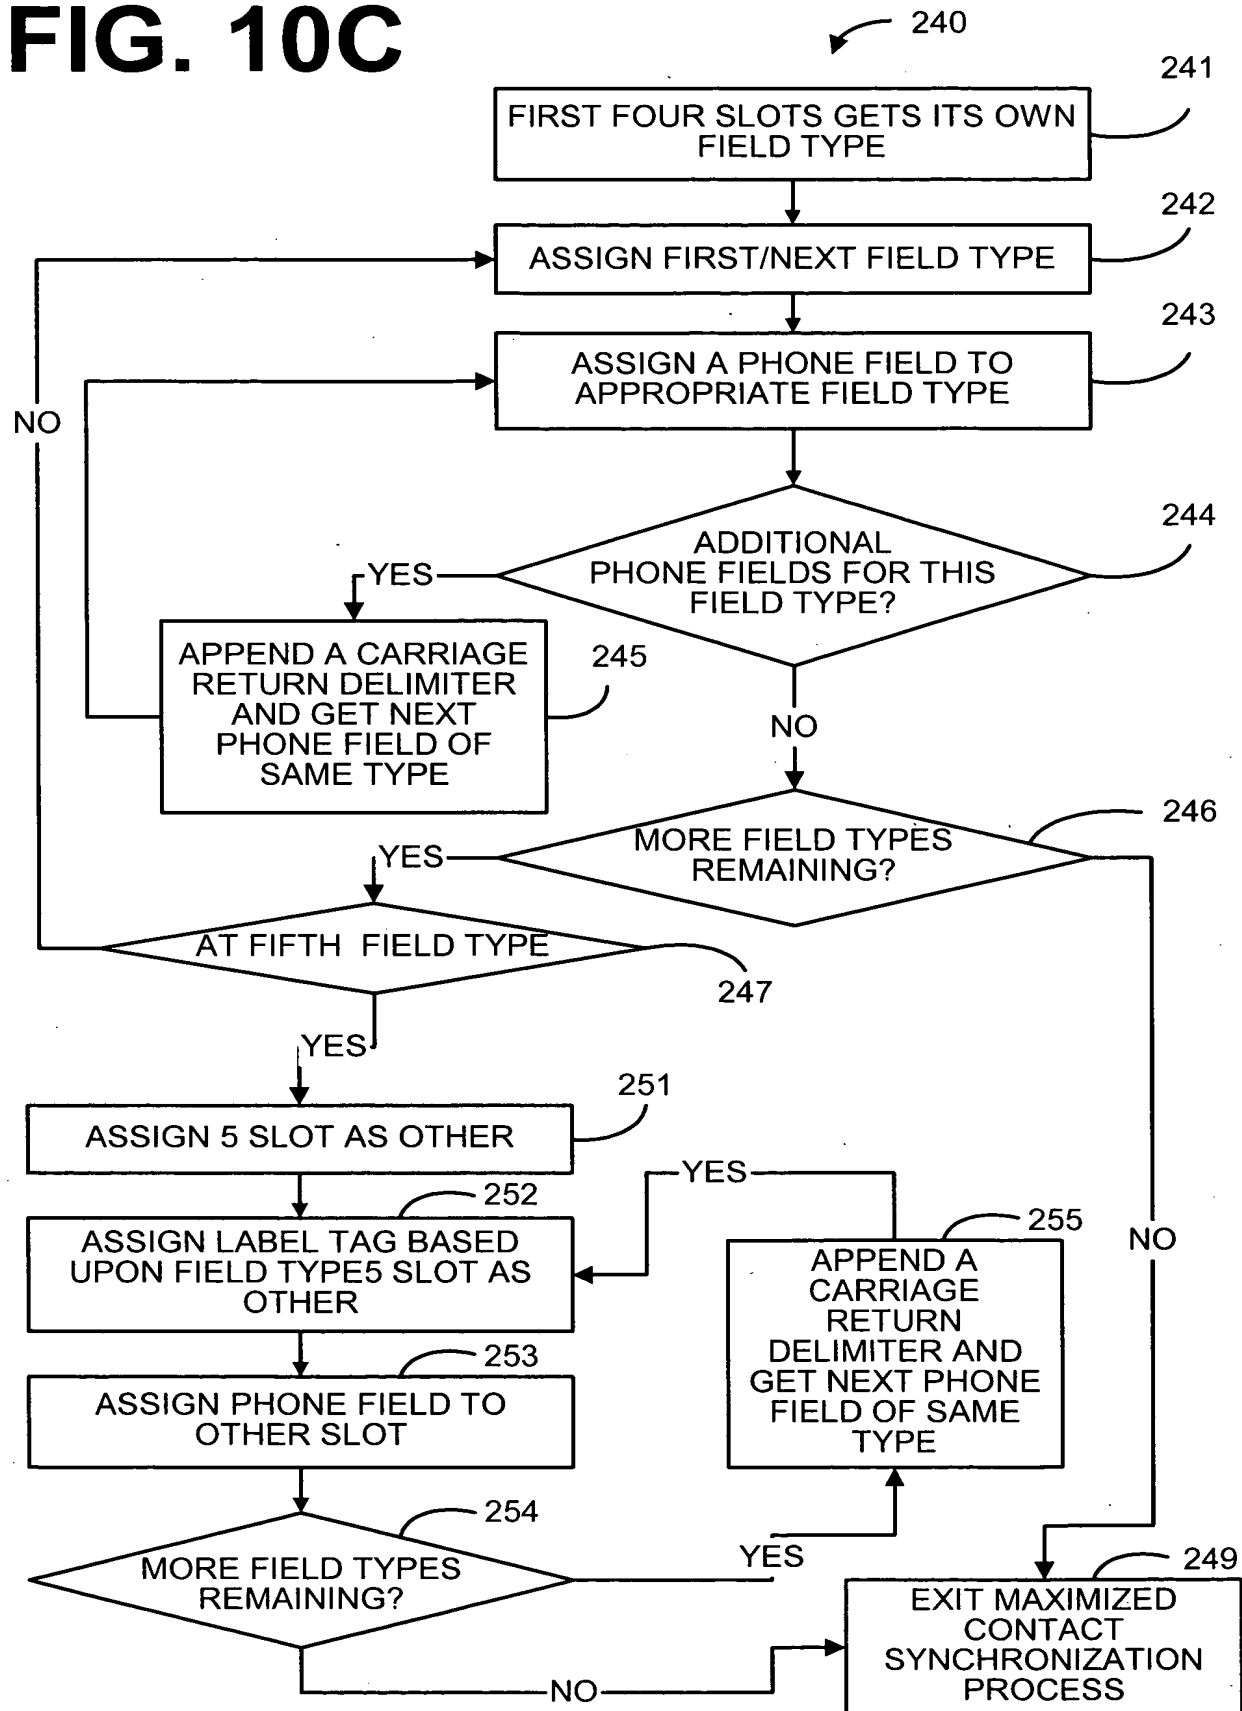 FIG. 10C
240
241
FIRST FOUR SLOTS GETS ITS OWN
FIELD TYPE
242
ASSIGN FIRST/NEXT FIELD TYPE
243
ASSIGN A PHONE FIELD TO
APPROPRIATE FIELD TYPE
NO
244
ADDITIONAL
PHONE FIELDS FOR THIS
FIELD TYPE?
YES
245
APPEND A CARRIAGE
RETURN DELIMITER
AND GET NEXT
PHONE FIELD OF
SAME TYPE
NO
246
MORE FIELD TYPES
REMAINING?
YES
AT FIFTH FIELD TYPE
247
YES
251
ASSIGN 5 SLOT AS OTHER
YES
252
ASSIGN LABEL TAG BASED
UPON FIELD TYPE5 SLOT AS
OTHER
255
APPEND A
CARRIAGE
RETURN
DELIMITER AND
GET NEXT PHONE
FIELD OF SAME
TYPE
NO
253
ASSIGN PHONE FIELD TO
OTHER SLOT
254
MORE FIELD TYPES
REMAINING?
YES
249
EXIT MAXIMIZED
CONTACT
SYNCHRONIZATION
PROCESS
NO